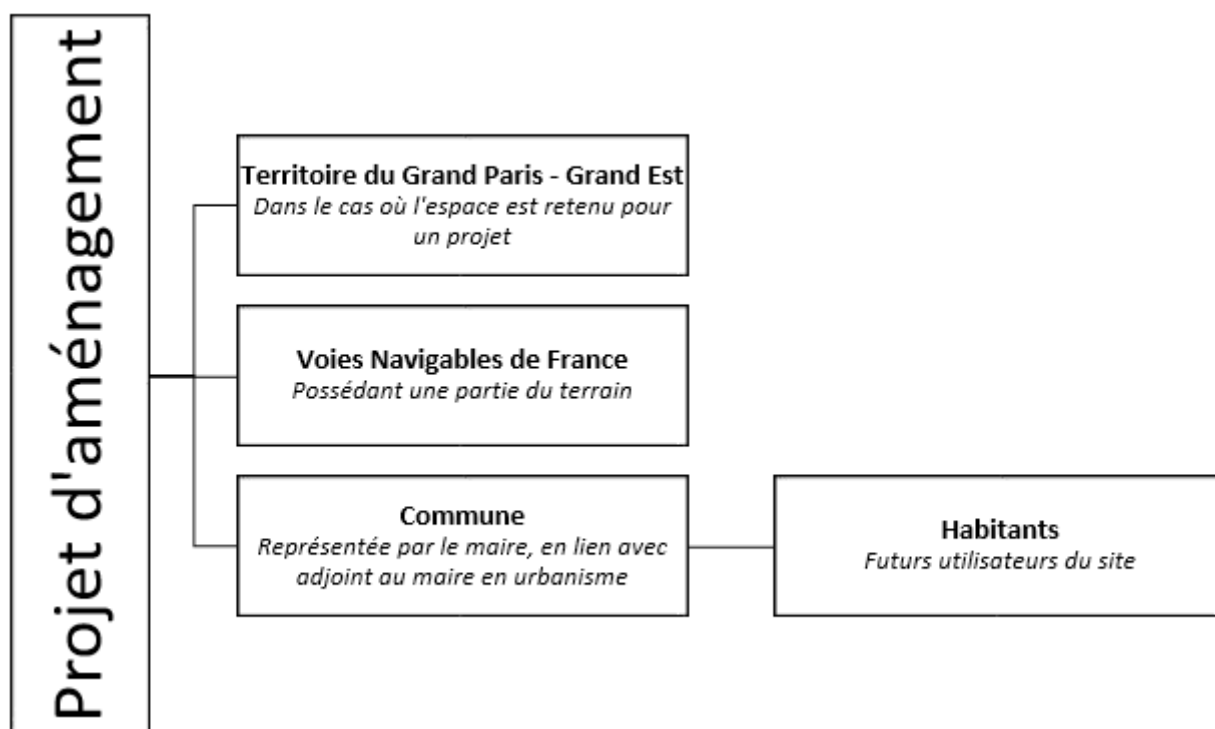 Projet d'aménagement
Territoire du Grand Paris - Grand Est
Dans le cas où l'espace est retenu pour
un projet
Voies Navigables de France
Possédant une partie du terrain
Commune
Représentée par le maire, en lien avec
adjoint au maire en urbanisme
Habitants
Futurs utilisateurs du site